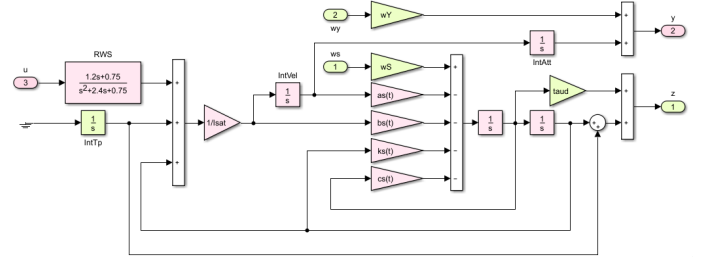 2
wy
wY
+
+
y
2
1
s
IntAtt
u
3
RWS
1.2s+0.75
s²+2.4s+0.75
ws
1
wS
+
IntVel
1
s
as(t)
−
taud
+
+
z
1
1
s
IntTp
+
+
+
1/Isat
bs(t)
−
1
s
1
s
+
+
ks(t)
−
cs(t)
−